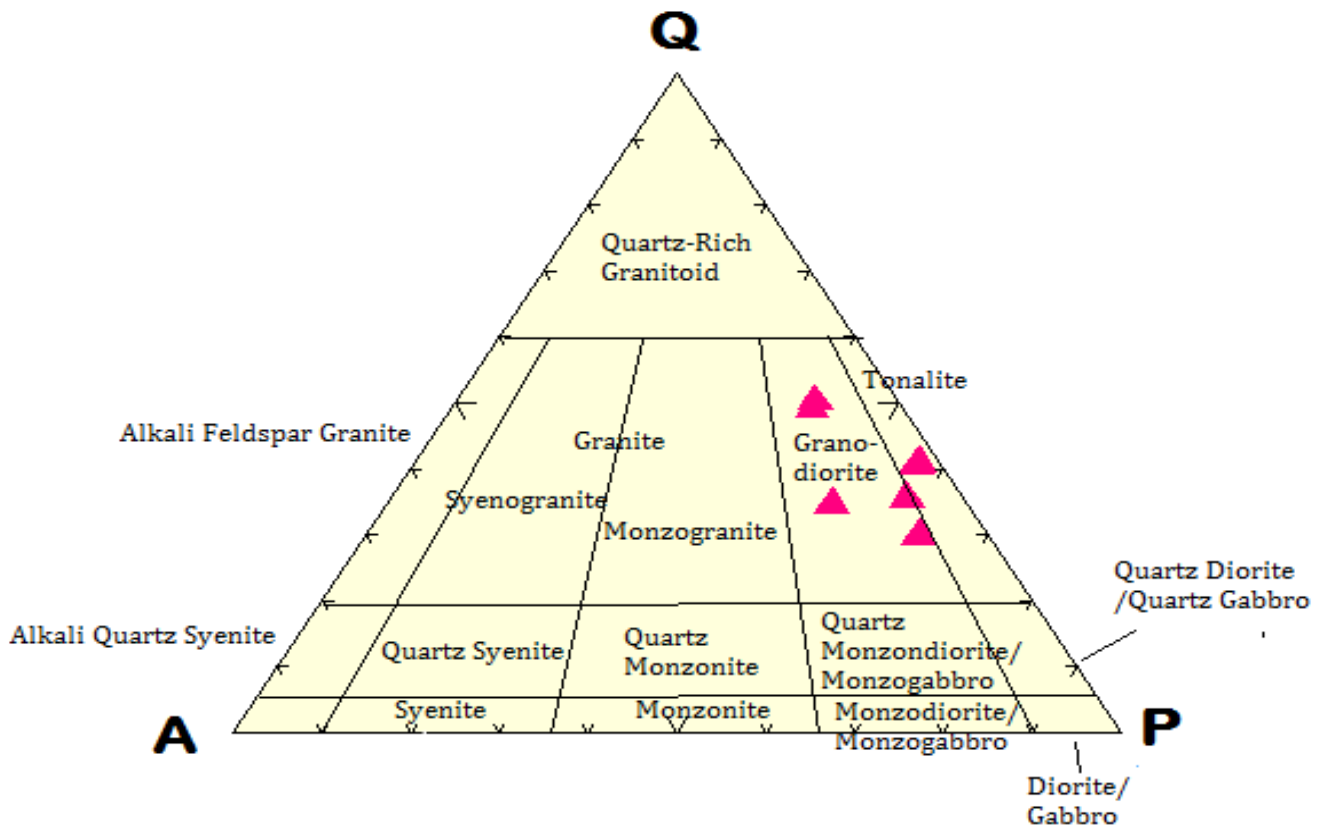 Q
Quartz-Rich
Granitoid
Tonalite
Alkali Feldspar Granite
Granite
Grano-
diorite
Syenogranite
Monzogranite
Quartz Diorite
/Quartz Gabbro
Alkali Quartz Syenite
Quartz Syenite
Quartz
Monzonite
Quartz
Monzondiorite/
Monzogabbro
A
Syenite
Monzonite
Monzodiorite/
Monzogabbro
P
Diorite/
Gabbro